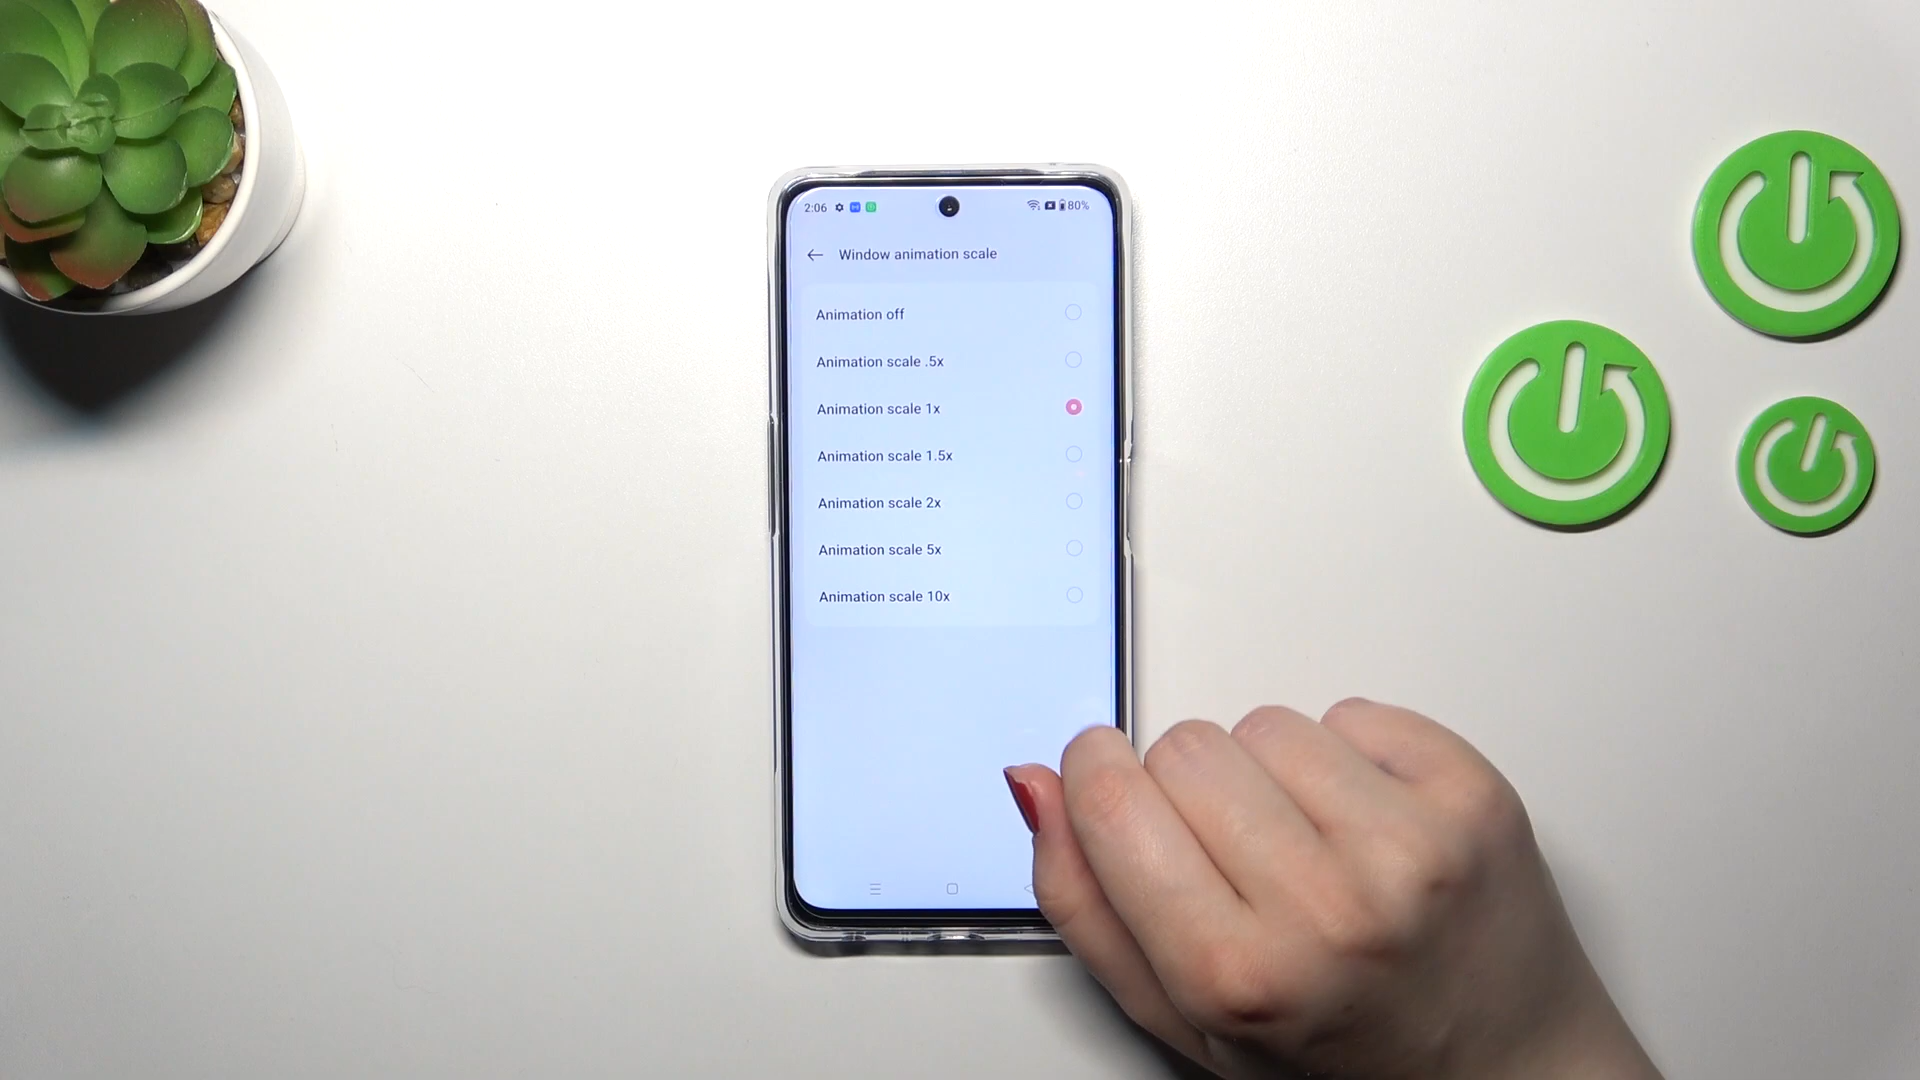 2:06 80%
Window animation scale
Animation off
Animation scale .5x
Animation scale 1x
Animation scale 1.5x
Animation scale 2x
Animation scale 5x
Animation scale 10x